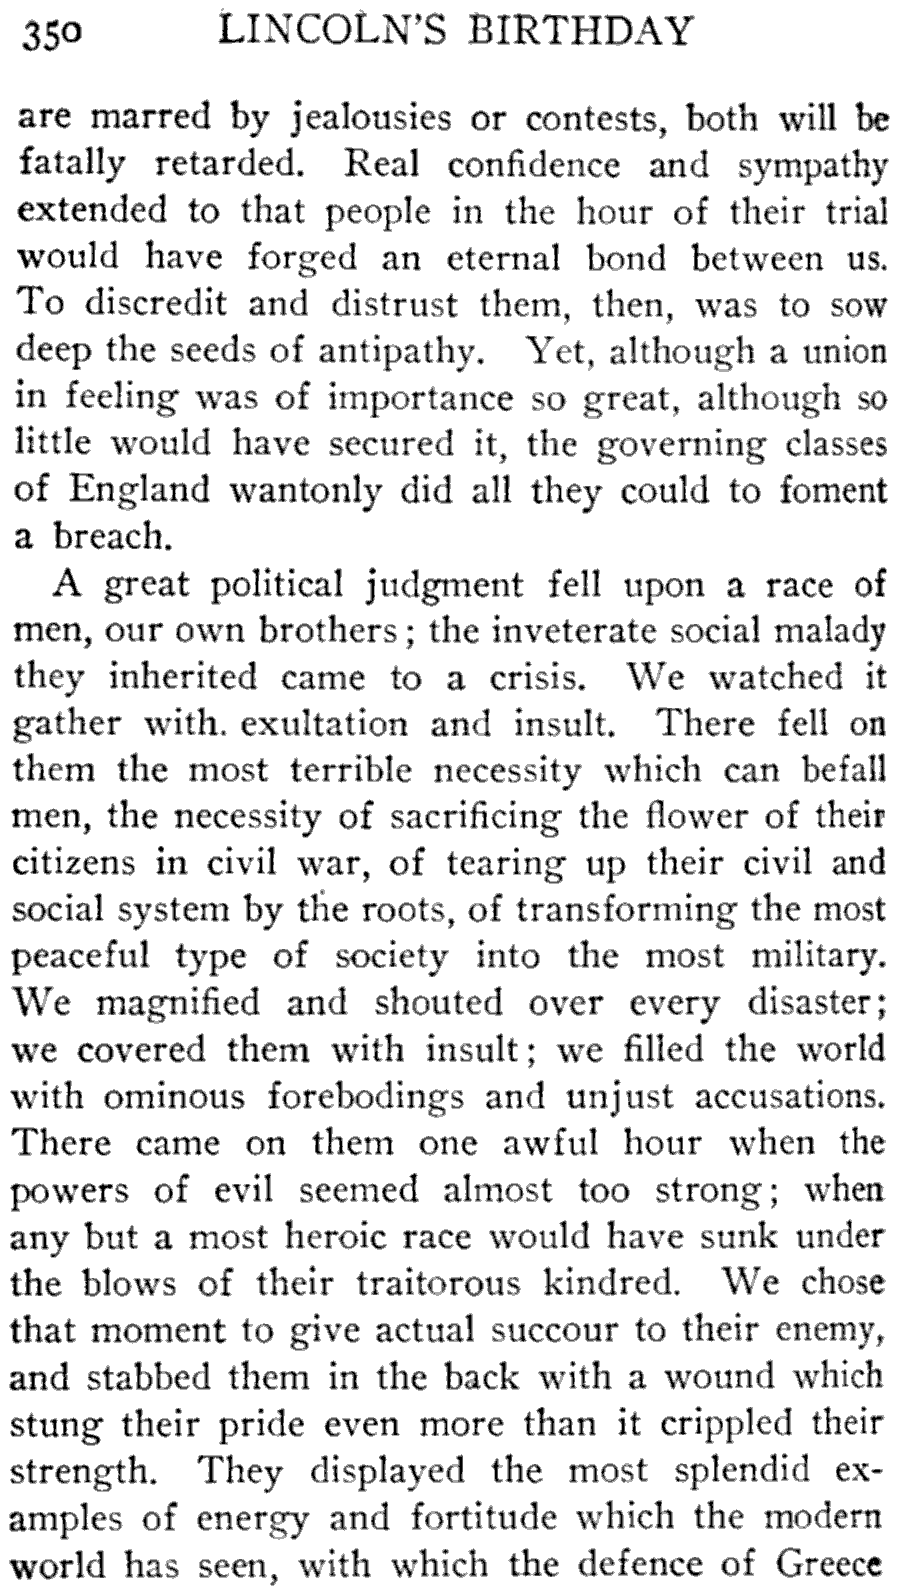 350 LINCOLN'S BIRTHDAY
are marred by jealousies or contests, both will be
fatally retarded. Real confidence and sympathy
extended to that people in the hour of their trial
would have forged an eternal bond between us.
To discredit and distrust them, then, was to sow
deep the seeds of antipathy. Yet, although a union
in feeling was of importance so great, although so
little would have secured it, the governing classes
of England wantonly did all they could to foment
a breach.
A great political judgment fell upon a race of
men, our own brothers; the inveterate social malady
they inherited came to a crisis. We watched it
gather with. exultation and insult. There fell on
them the most terrible necessity which can befall
men, the necessity of sacrificing the flower of their
citizens in civil war, of tearing up their civil and
social system by the roots, of transforming the most
peaceful type of society into the most military.
We magnified and shouted over every disaster;
we covered them with insult; we filled the world
with ominous forebodings and unjust accusations.
There came on them one awful hour when the
powers of evil seemed almost too strong; when
any but a most heroic race would have sunk under
the blows of their traitorous kindred. We chose
that moment to give actual succour to their enemy,
and stabbed them in the back with a wound which
stung their pride even more than it crippled their
strength. They displayed the most splendid ex-
amples of energy and fortitude which the modern
world has seen, with which the defence of Greece